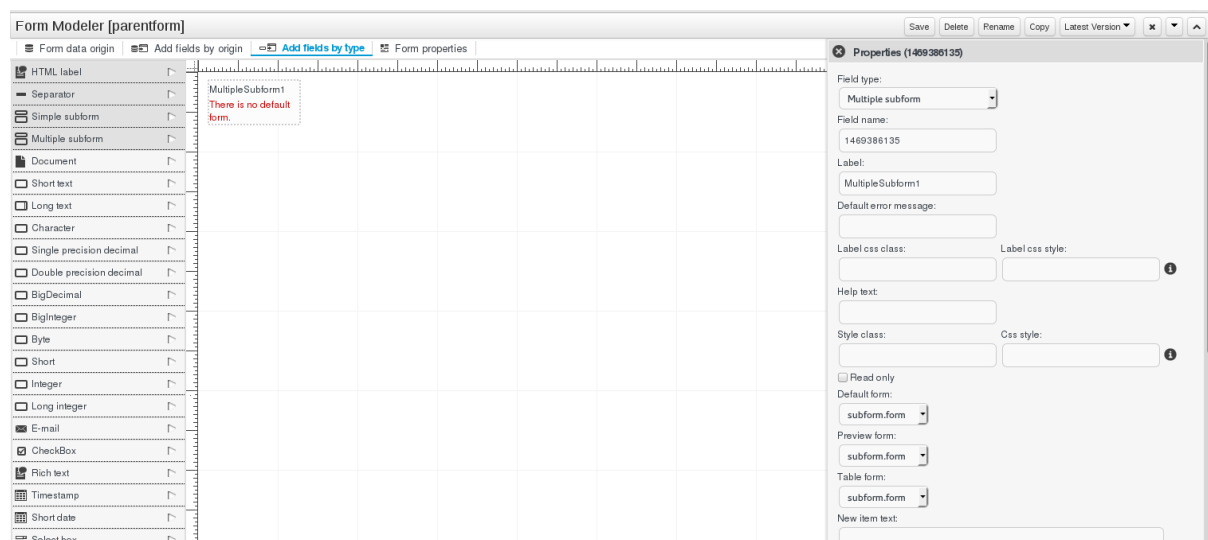 Form Modeler [parentform]
Save Delete Rename Copy Latest Version
Form data origin Add fields by origin Add fields by type Form properties
HTML label
Separator
Simple subform
Multiple subform
Document
Short text
Long text
Character
Single precision decimal
Double precision decimal
BigDecimal
BigInteger
Byte
Short
Integer
Long integer
E-mail
CheckBox
Rich text
Timestamp
Short date
Select box
MultipleSubform1
There is no default
form.
Properties (1469386135)
Field type:
Multiple subform
Field name:
1469386135
Label:
MultipleSubform1
Default error message:
Label css class: Label css style:
Help text:
Style class: Css style:
Read only
Default form:
subform.form
Preview form:
subform.form
Table form:
subform.form
New item text: